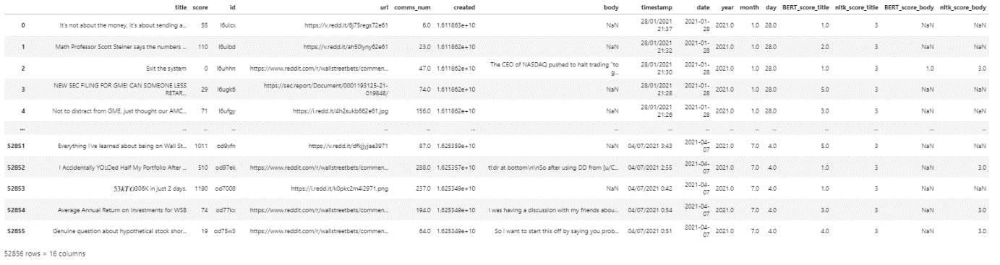 title score id url comms_num created body timestamp date year month day BERT_score_title nltk_score_title BERT_score_body nltk_score_body
0 It's not about the money, it's about sending a... 55 l6ulcx https://v.redd.it/6j75regs72e61 6.0 1.611863e+10 NaN 28/01/2021 21:37 2021-01-28 2021.0 1.0 28.0 1.0 3 NaN NaN
1 Math Professor Scott Steiner says the numbers ... 110 l6uibd https://v.redd.it/ah50lyny62e61 23.0 1.611862e+10 NaN 28/01/2021 21:32 2021-01-28 2021.0 1.0 28.0 2.0 3 NaN NaN
2 Exit the system 0 l6uhhn https://www.reddit.com/r/wallstreetbets/commen... 47.0 1.611862e+10 The CEO of NASDAQ pushed to halt trading "to g... 28/01/2021 21:30 2021-01-28 2021.0 1.0 28.0 1.0 3 1.0 3.0
3 NEW SEC FILING FOR GME! CAN SOMEONE LESS RETAR... 29 l6ugk6 https://sec.report/Document/0001193125-21-019848/ 74.0 1.611862e+10 NaN 28/01/2021 21:28 2021-01-28 2021.0 1.0 28.0 5.0 3 NaN NaN
4 Not to distract from GME, just thought our AMC... 71 l6ufgy https://i.redd.it/4h2sukb662e61.jpg 156.0 1.611862e+10 NaN 28/01/2021 21:26 2021-01-28 2021.0 1.0 28.0 3.0 3 NaN NaN
... ... ... ... ... ... ... ... ... ... ... ... ... ... ... ... ...
52851 Everything I've learned about being on Wall St... 1011 od9xfn https://v.redd.it/dfkjjyjae3971 87.0 1.625359e+10 NaN 04/07/2021 3:43 2021-04-07 2021.0 7.0 4.0 5.0 3 NaN NaN
52852 I Accidentally YOLOed Half My Portfolio After ... 510 od97ek https://www.reddit.com/r/wallstreetbets/commen... 288.0 1.625357e+10 tl;dr at bottom\n\nSo after using DD from [u/C... 04/07/2021 2:55 2021-04-07 2021.0 7.0 4.0 1.0 3 NaN 3.0
52853 53kTO306K in just 2 days. 1190 od7008 https://i.redd.it/k0pkc2m4i2971.png 237.0 1.625349e+10 NaN 04/07/2021 0:42 2021-04-07 2021.0 7.0 4.0 1.0 3 NaN NaN
52854 Average Annual Return on Investments for WSB 74 od77kx https://www.reddit.com/r/wallstreetbets/commen... 194.0 1.625349e+10 I was having a discussion with my friends abou... 04/07/2021 0:54 2021-04-07 2021.0 7.0 4.0 3.0 3 NaN 3.0
52855 Genuine question about hypothetical stock shor... 19 od75w3 https://www.reddit.com/r/wallstreetbets/commen... 64.0 1.625349e+10 So I want to start this off by saying you prob... 04/07/2021 0:51 2021-04-07 2021.0 7.0 4.0 4.0 3 NaN 3.0
52856 rows × 16 columns